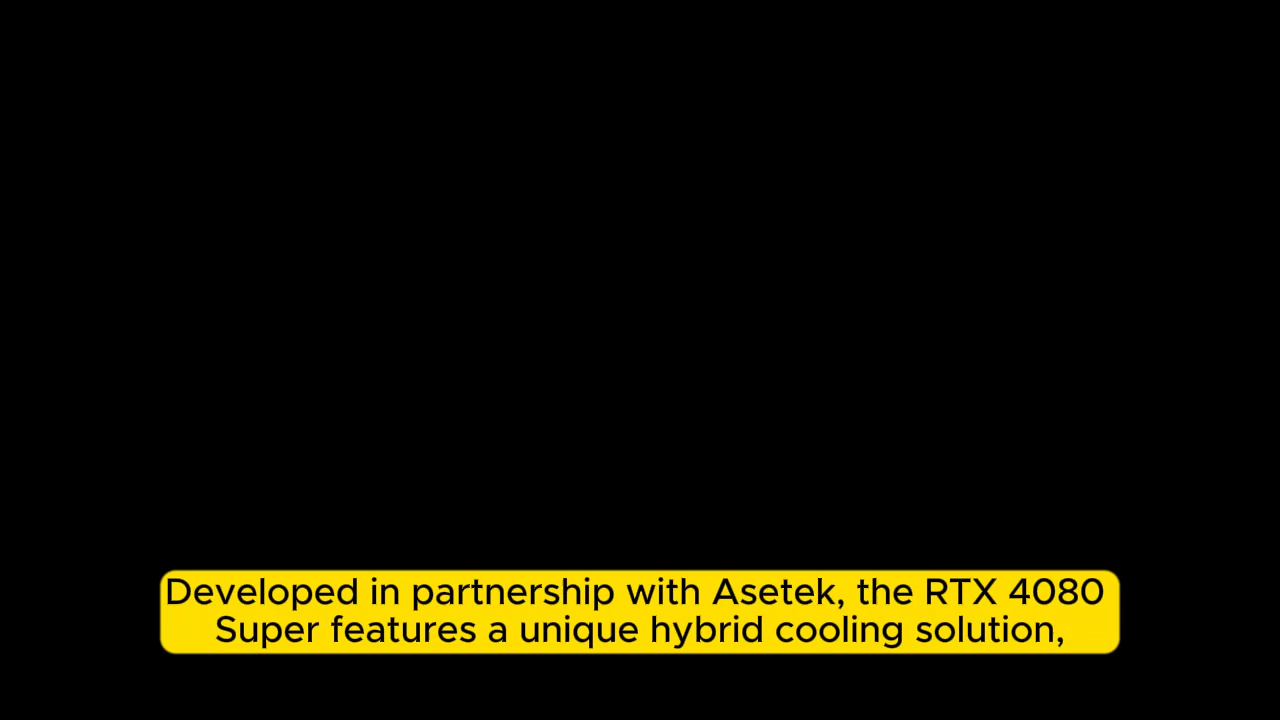 Developed in partnership with Asetek, the RTX 4080
Super features a unique hybrid cooling solution,